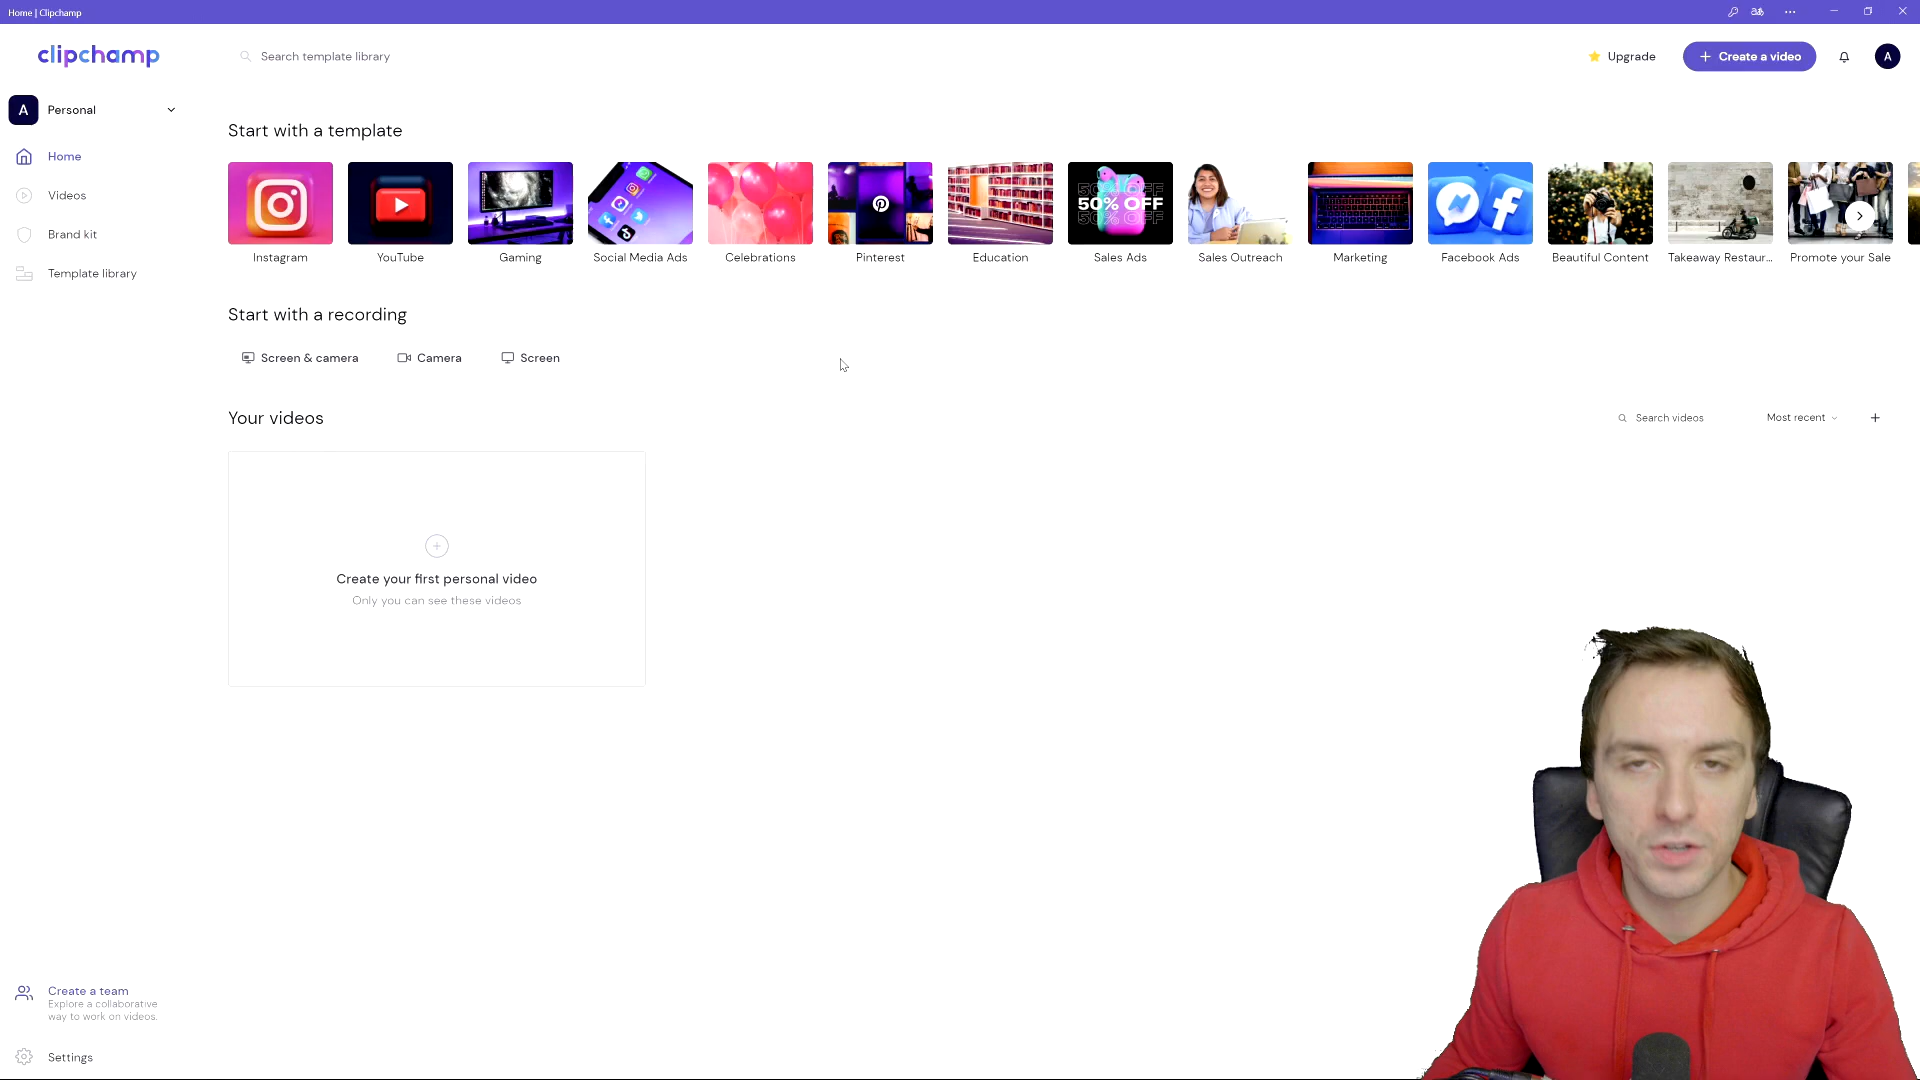 Home | Clipchamp
clipchamp
Search template library
Upgrade
Create a video
A
A
Personal
Home
Videos
Brand kit
Template library
Start with a template
50% OFF
50% OFF
50% OFF
Instagram
YouTube
Gaming
Social Media Ads
Celebrations
Pinterest
Education
Sales Ads
Sales Outreach
Marketing
Facebook Ads
Beautiful Content
Takeaway Restaur...
Promote your Sale
Start with a recording
Screen & camera
Camera
Screen
Your videos
Search videos
Most recent
Create your first personal video
Only you can see these videos
Create a team
Explore a collaborative
way to work on videos.
Settings